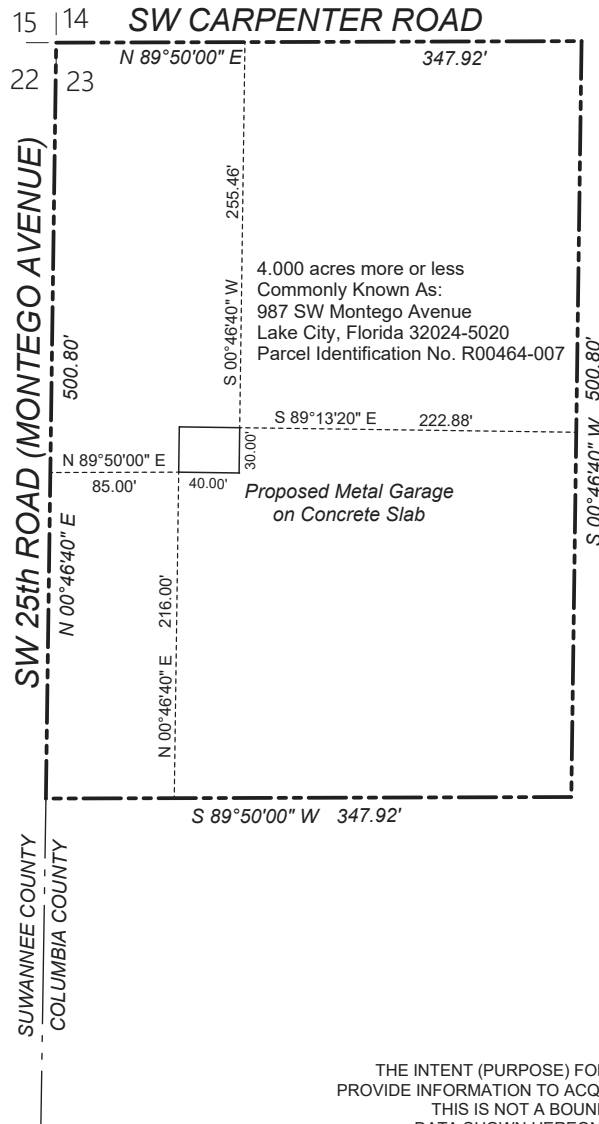 15 | 14
SW CARPENTER ROAD
22 23
N 89°50'00" E 347.92'
SW 25th ROAD (MONTEGO AVENUE)
N 00°46'40" E 500.80'
S 00°46'40" W 255.46'
4.000 acres more or less
Commonly Known As:
987 SW Montego Avenue
Lake City, Florida 32024-5020
Parcel Identification No. R00464-007
S 00°46'40" W 500.80'
S 89°13'20" E 222.88'
N 89°50'00" E
85.00'
40.00'
30.00'
Proposed Metal Garage
on Concrete Slab
N 00°46'40" E 216.00'
S 89°50'00" W 347.92'
SUWANNEE COUNTY
COLUMBIA COUNTY
THE INTENT (PURPOSE)
PROVIDE INFORMATION TO
THIS IS NOT A
DATA SHOWN HEREON